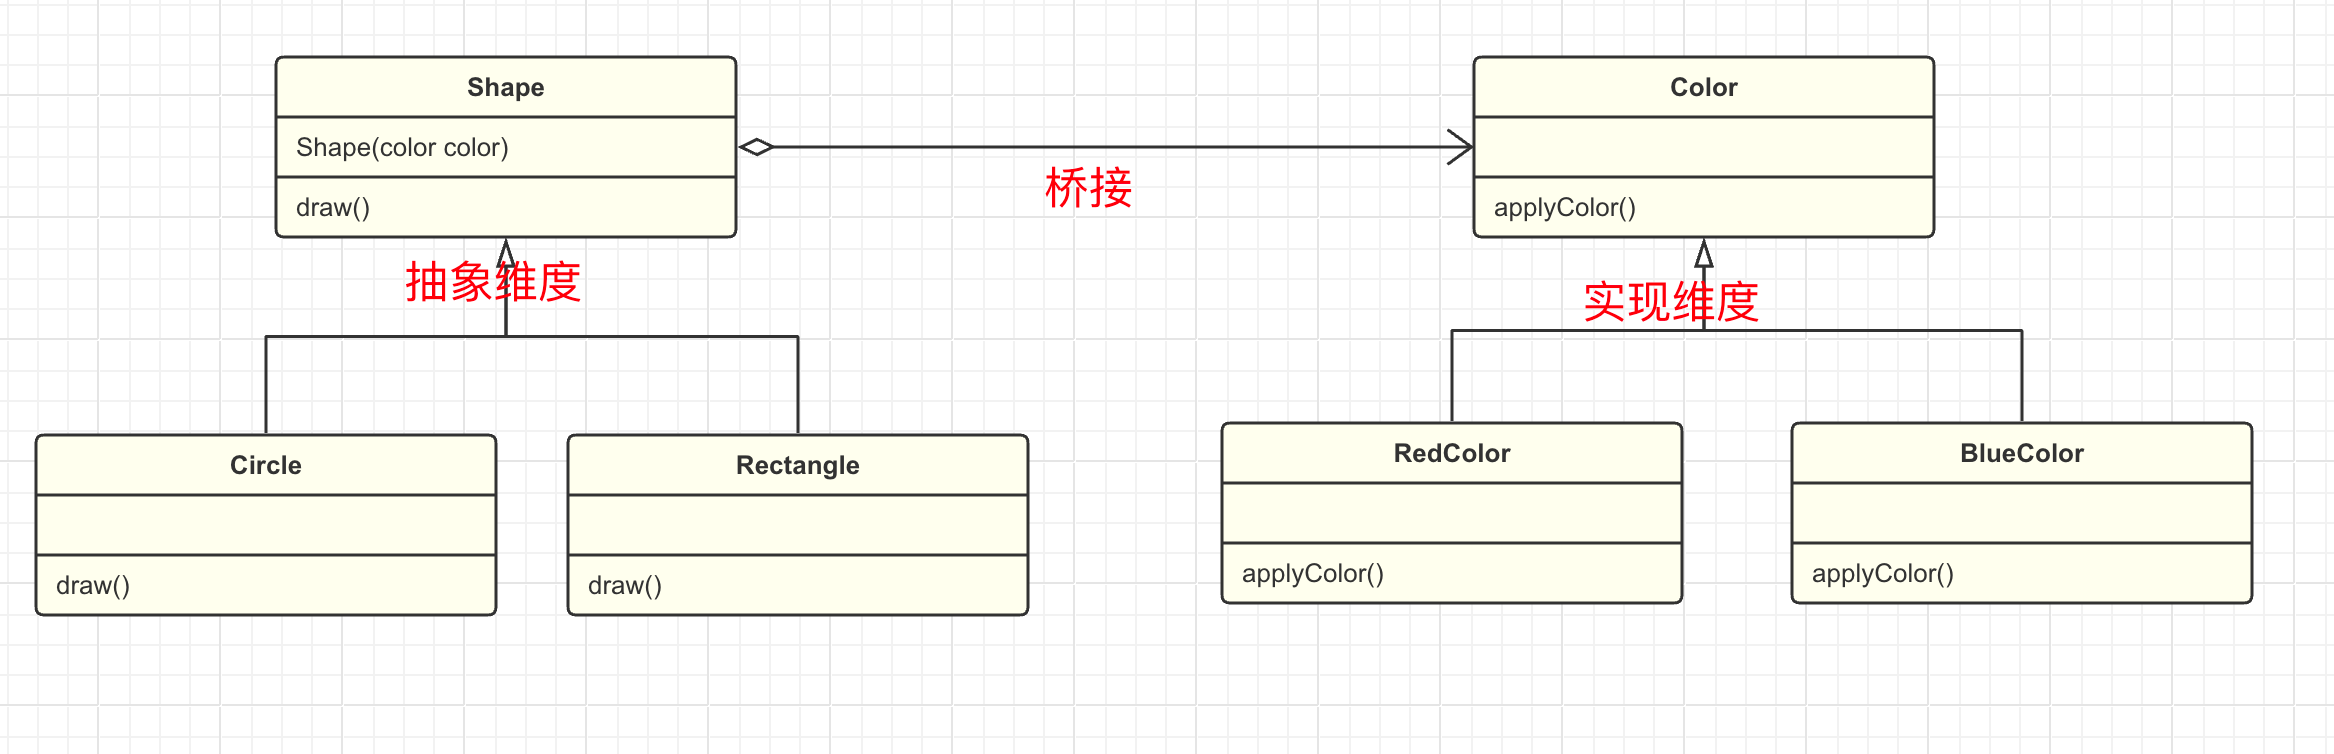 Shape
Shape(color color)
draw()
Color
applyColor()
桥接
抽象维度
实现维度
Circle
draw()
Rectangle
draw()
RedColor
applyColor()
BlueColor
applyColor()